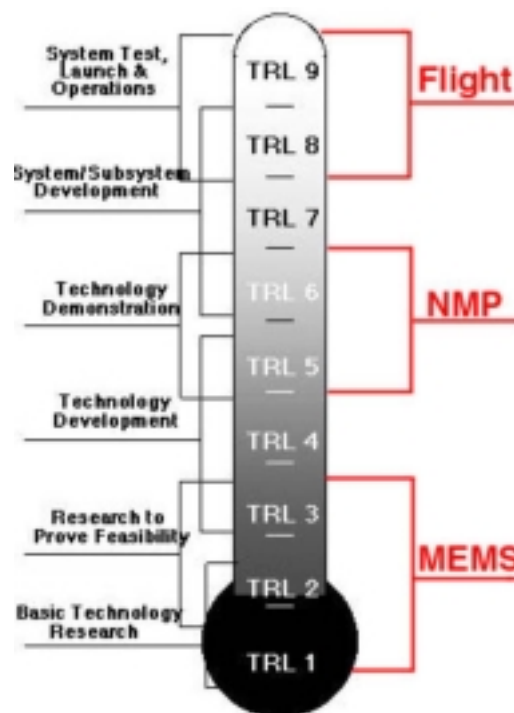 System Test,
Launch &
Operations
System/Subsystem
Development
Technology
Demonstration
Technology
Development
Research to
Prove Feasibility
Basic Technology
Research
TRL 9
TRL 8
TRL 7
TRL 6
TRL 5
TRL 4
TRL 3
TRL 2
TRL 1
Flight
NMP
MEMS